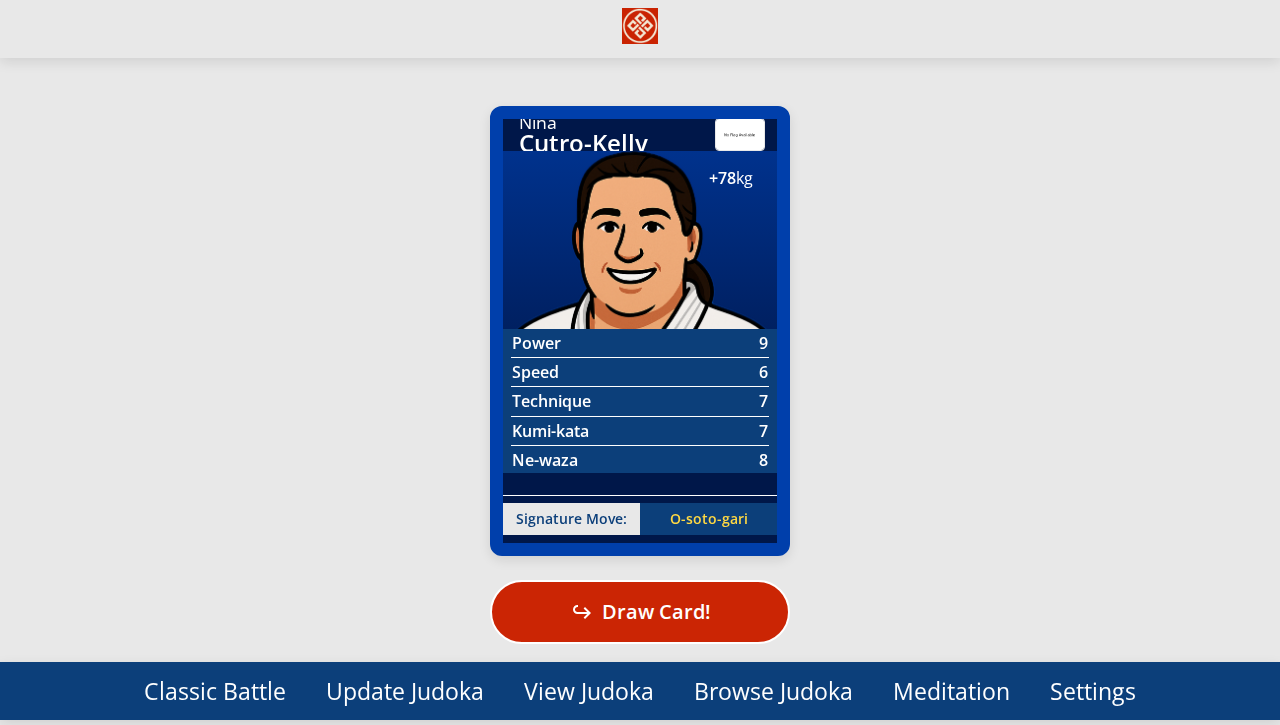 Nina
Cutro-Kelly
No Flag Available
+78kg
Power 9
Speed 6
Technique 7
Kumi-kata 7
Ne-waza 8
Signature Move: O-soto-gari
Draw Card!
Classic Battle Update Judoka View Judoka Browse Judoka Meditation Settings